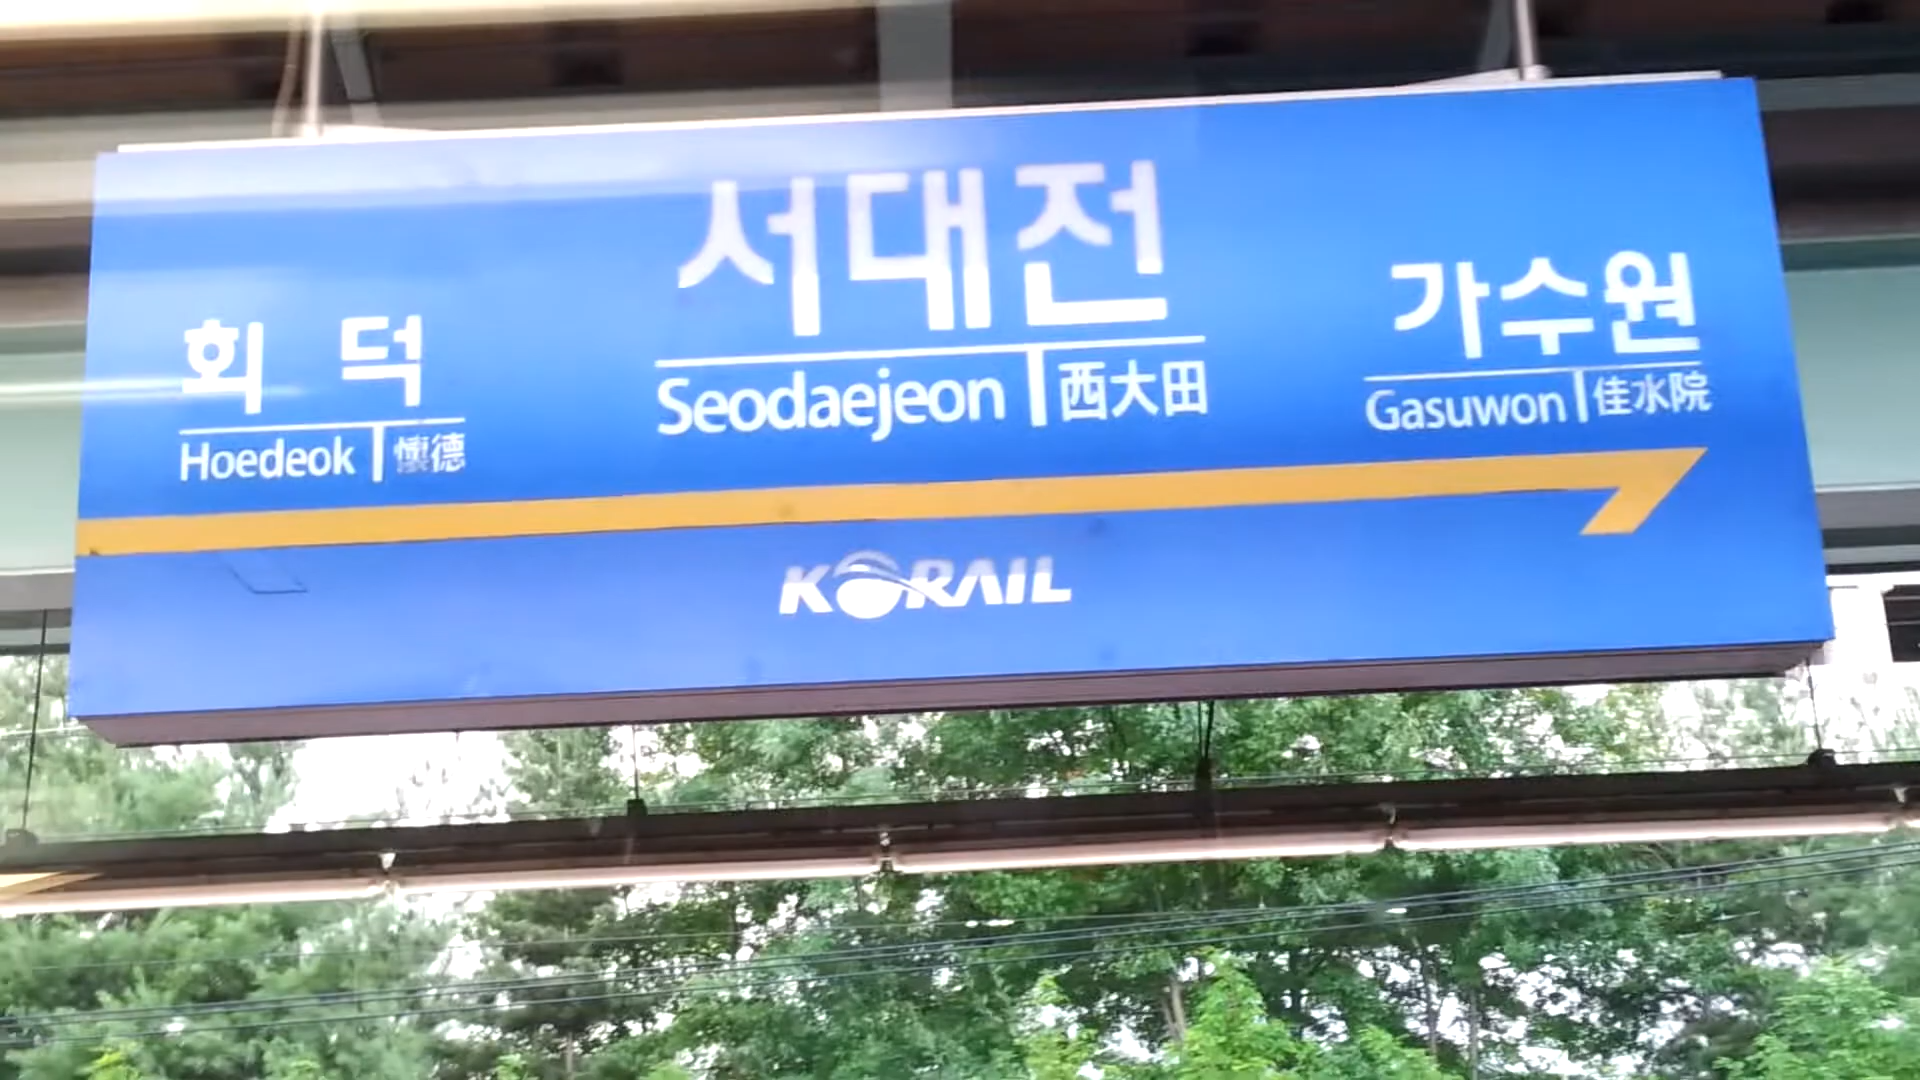 회덕
Hoedeok 懷德
서대전
Seodaejeon 西大田
가수원
Gasuwon 佳水院
KORAIL